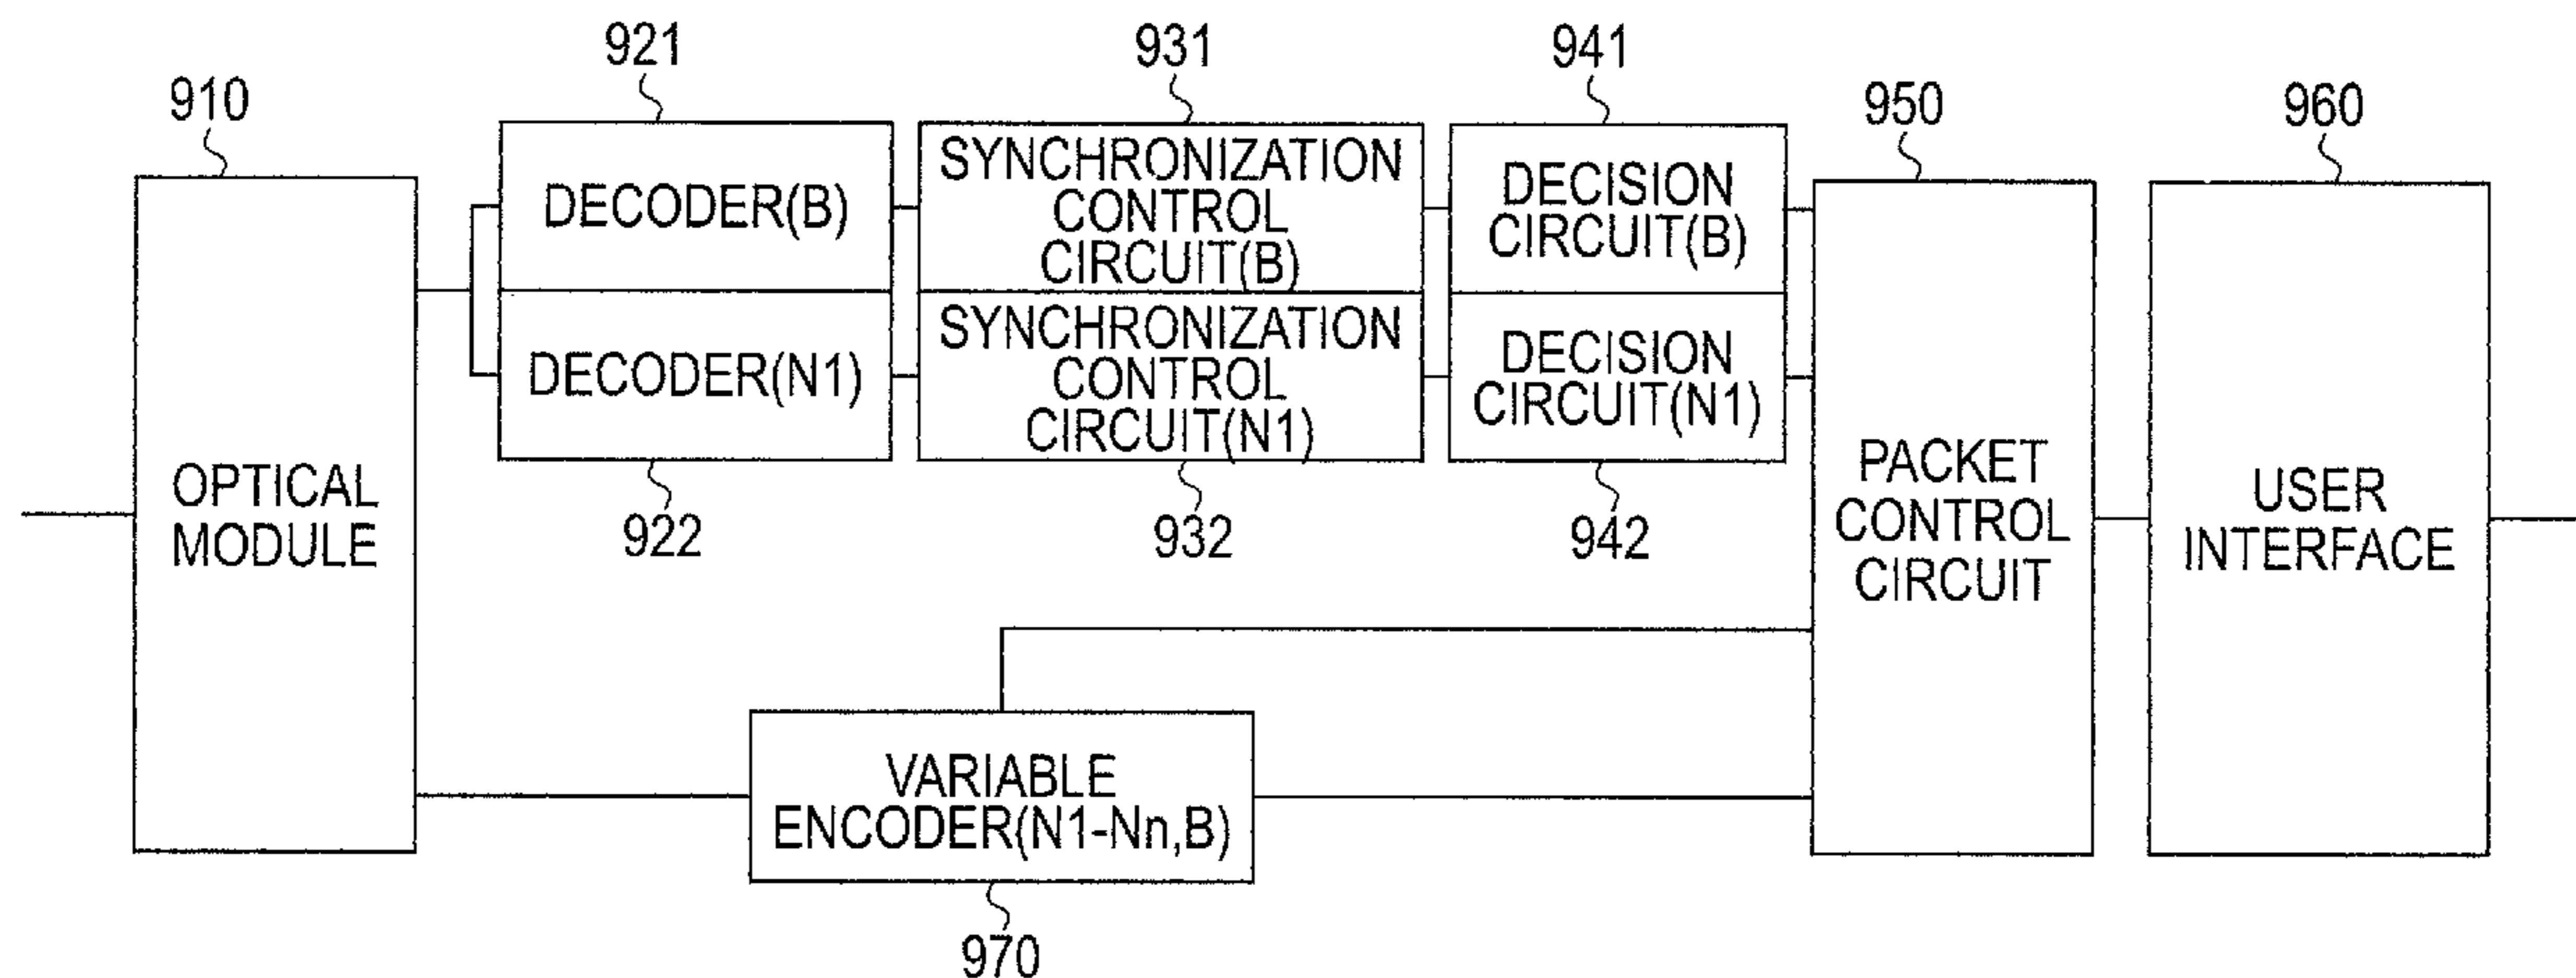 921
931
941
910
950
960
DECODER(B)
SYNCHRONIZATION
CONTROL
CIRCUIT(B)
DECISION
CIRCUIT(B)
DECODER(N1)
SYNCHRONIZATION
CONTROL
CIRCUIT(N1)
DECISION
CIRCUIT(N1)
OPTICAL
MODULE
PACKET
CONTROL
CIRCUIT
USER
INTERFACE
922
932
942
VARIABLE
ENCODER(N1-Nn,B)
970